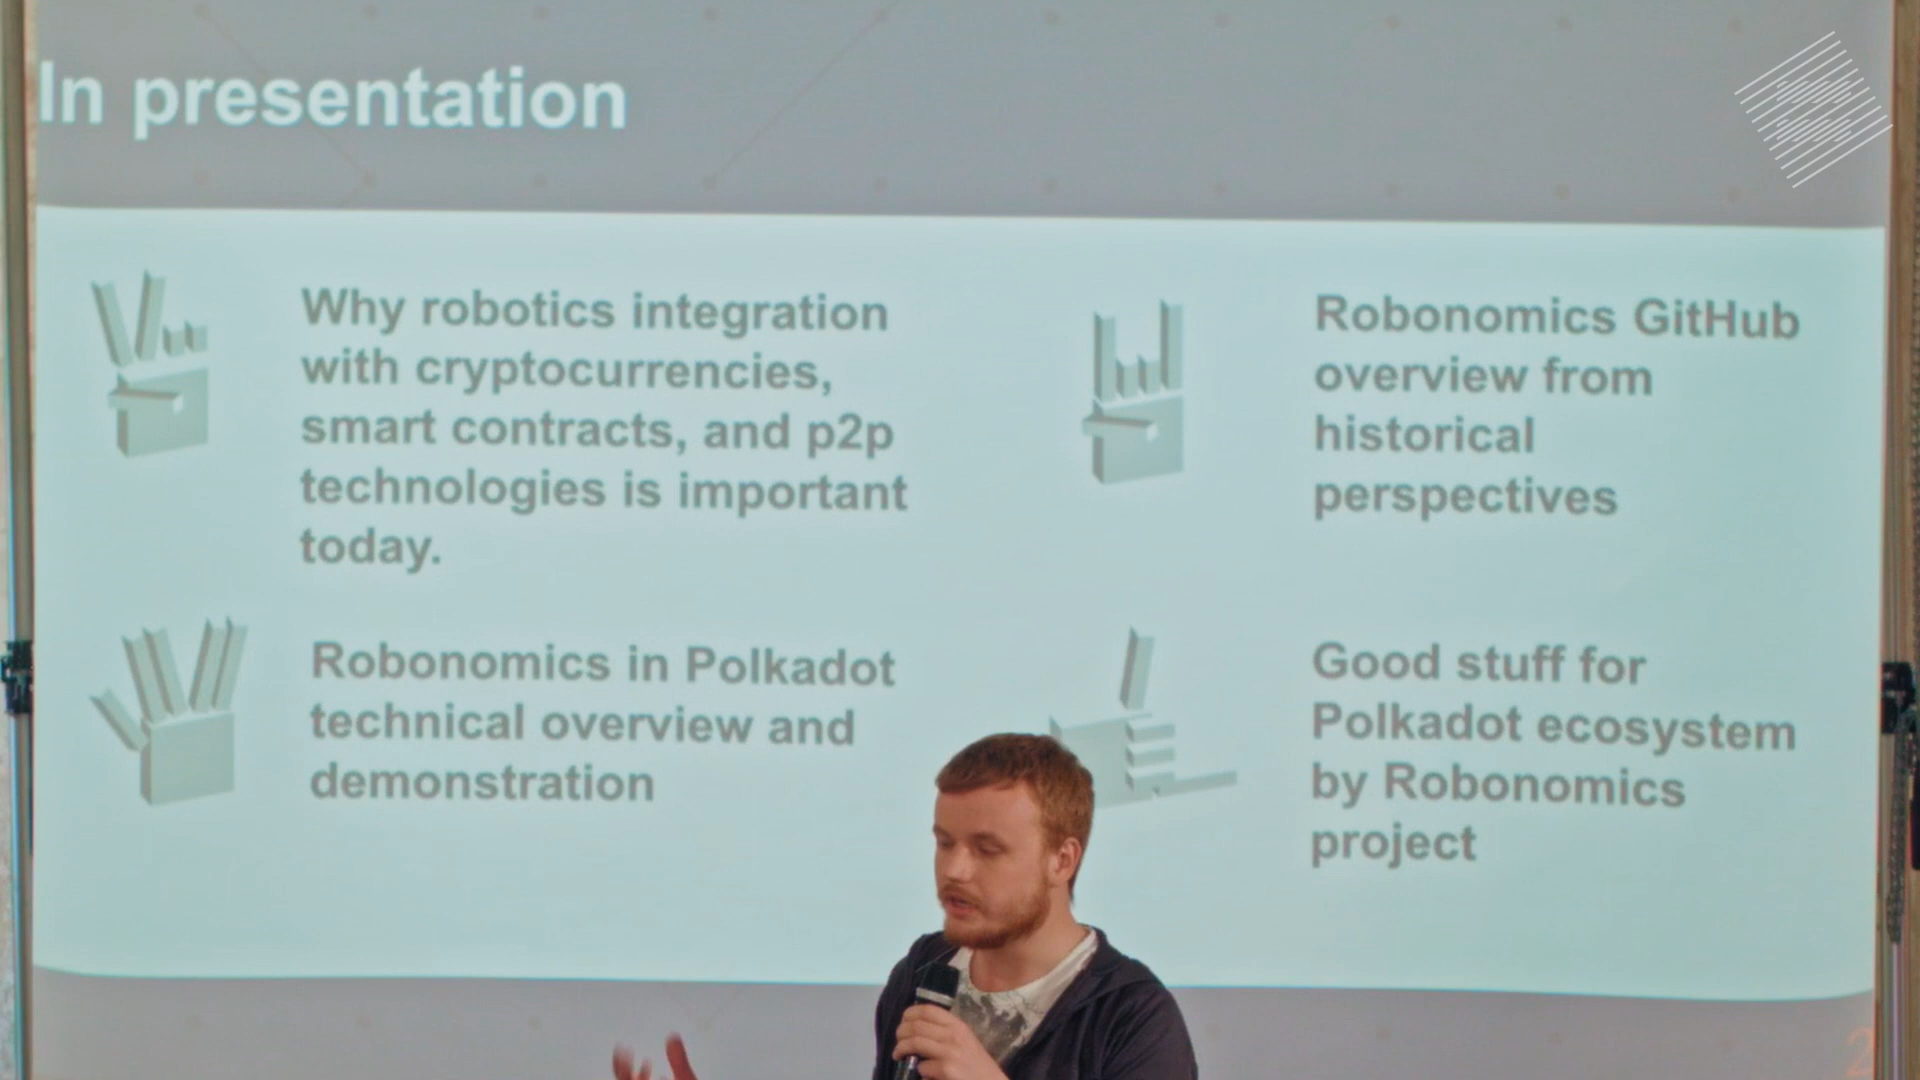 In presentation
Why robotics integration
with cryptocurrencies,
smart contracts, and p2p
technologies is important
today.
Robonomics GitHub
overview from
historical
perspectives
Robonomics in Polkadot
technical overview and
demonstration
Good stuff for
Polkadot ecosystem
by Robonomics
project
2